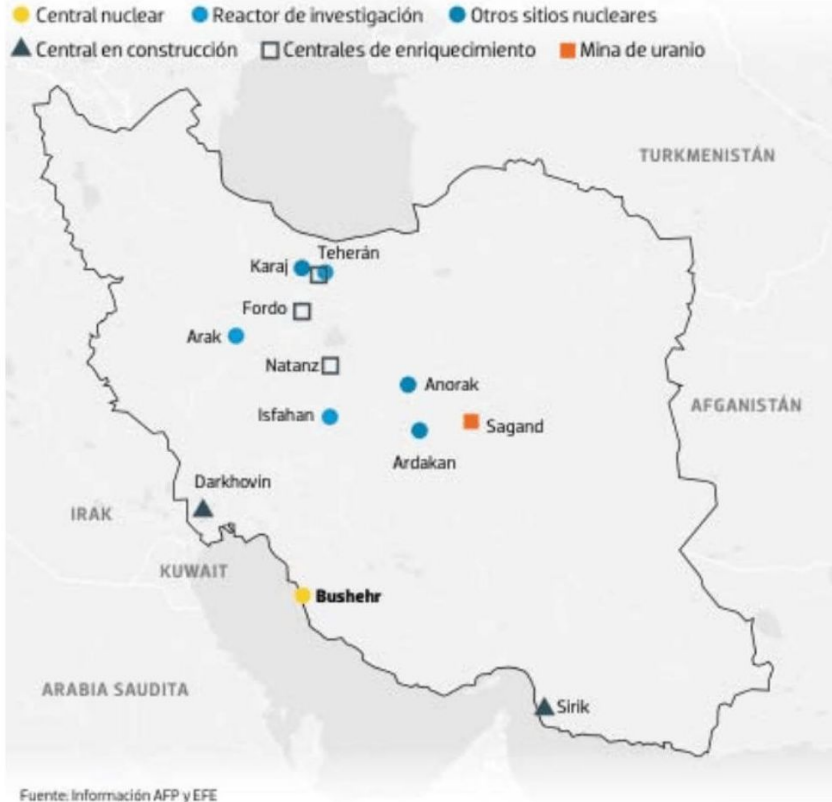 Central nuclear Reactor de investigación Otros sitios nucleares
Central en construcción Centrales de enriquecimiento Mina de uranio
TURKMENISTÁN
Teherán
Karaj
Fordo
Arak
Natanz
Anorak
AFGANISTÁN
Isfahan
Sagand
Ardakan
Darkhovin
IRÁK
KUWAIT
Bushehr
ARABIA SAUDITA
Sirik
Fuente: Información AFP y EFE